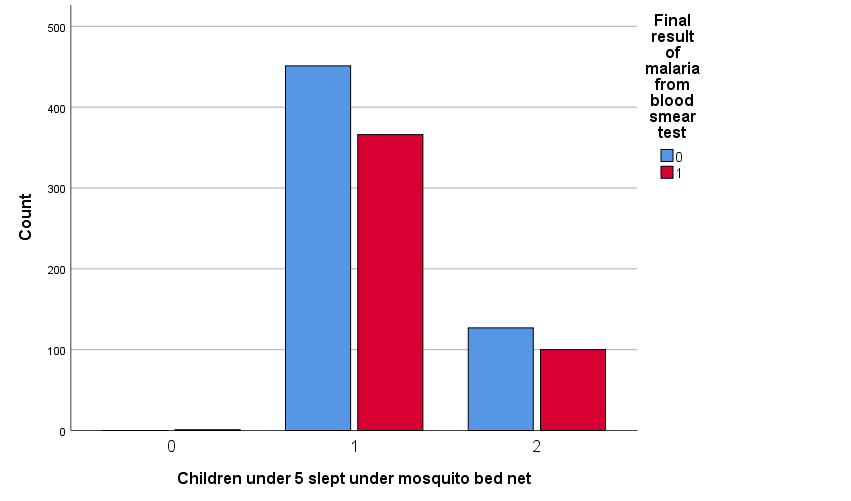 500
400
300
200
100
0
Count
0
1
2
Children under 5 slept under mosquito bed net
Final
result
of
malaria
from
blood
smear
test
0
1